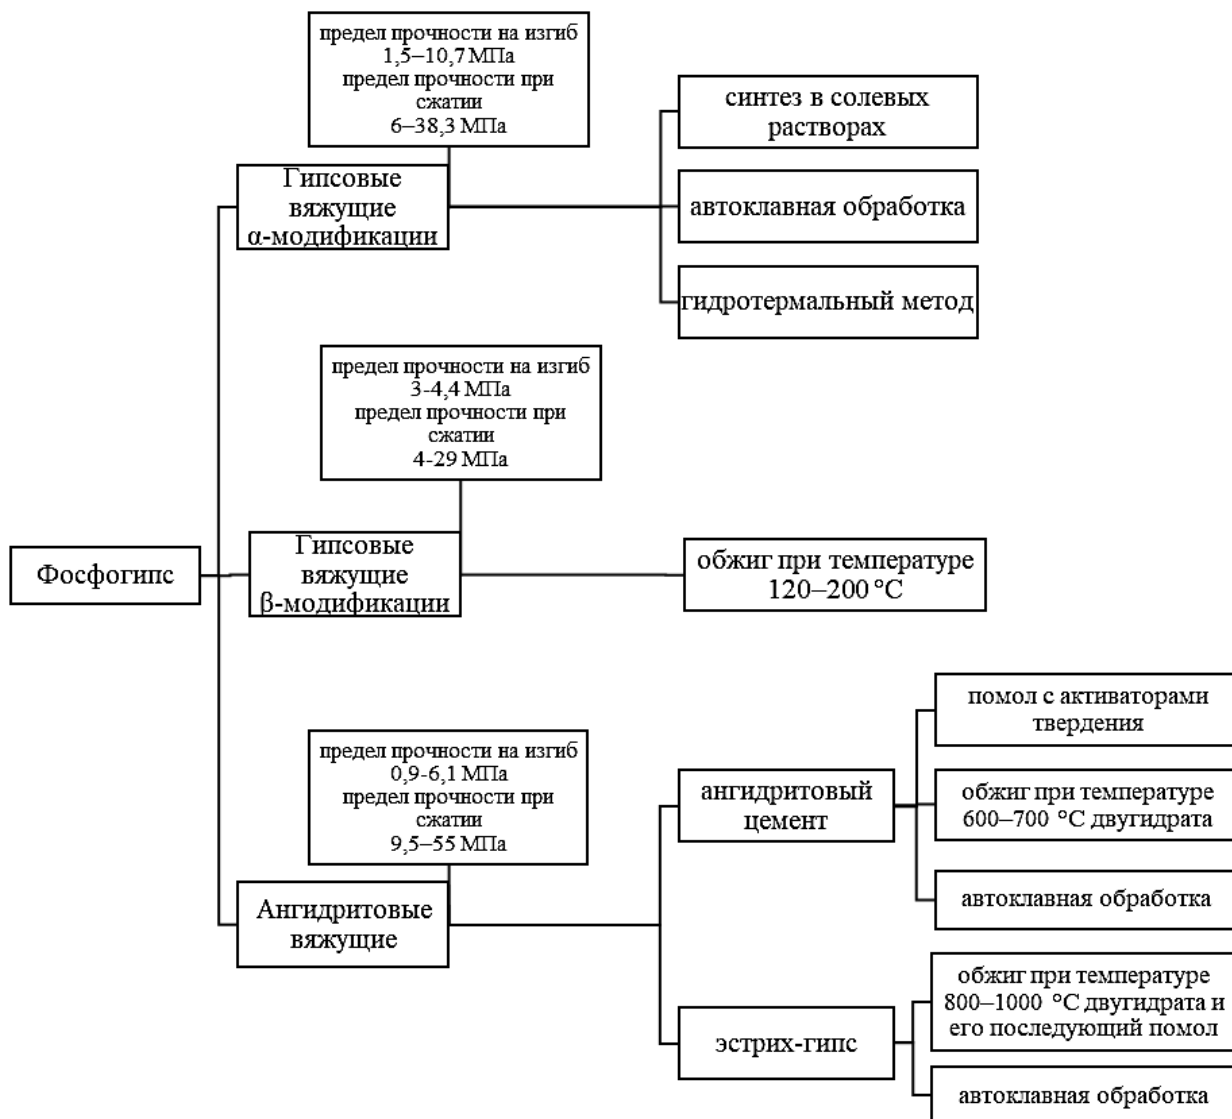 предел прочности на изгиб
1,5–10,7 МПа
предел прочности при
сжатии
6–38,3 МПа
синтез в солевых
растворах
Гипсовые
вяжущие
α-модификации
автоклавная обработка
гидротермальный метод
предел прочности на изгиб
3-4,4 МПа
предел прочности при
сжатии
4-29 МПа
Фосфогипс
Гипсовые
вяжущие
β-модификации
обжиг при температуре
120–200 °С
предел прочности на изгиб
0,9-6,1 МПа
предел прочности при
сжатии
9,5–55 МПа
Ангидритовые
вяжущие
ангидритовый
цемент
помол с активаторами
твердения
обжиг при температуре
600–700 °С двугидрата
автоклавная обработка
эстрих-гипс
обжиг при температуре
800–1000 °С двугидрата и
его последующий помол
автоклавная обработка